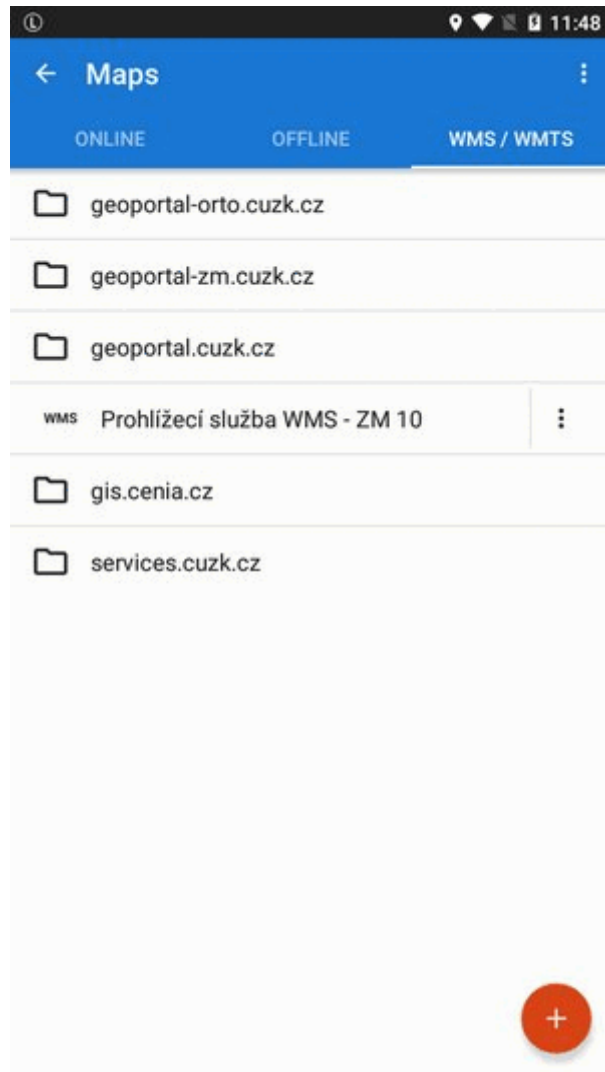 11:48
Maps
ONLINE OFFLINE WMS / WMTS
geoportal-orto.cuzk.cz
geoportal-zm.cuzk.cz
geoportal.cuzk.cz
WMS Prohlížecí služba WMS - ZM 10
gis.cenia.cz
services.cuzk.cz